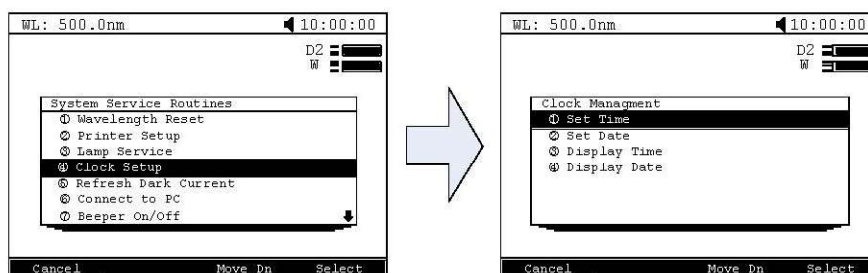 WL: 500.0nm 10:00:00
D2
W
System Service Routines
① Wavelength Reset
② Printer Setup
③ Lamp Service
④ Clock Setup
⑤ Refresh Dark Current
⑥ Connect to PC
⑦ Beeper On/Off
Cancel Move Dn Select
WL: 500.0nm 10:00:00
D2
W
Clock Managment
① Set Time
② Set Date
③ Display Time
④ Display Date
Cancel Move Dn Select